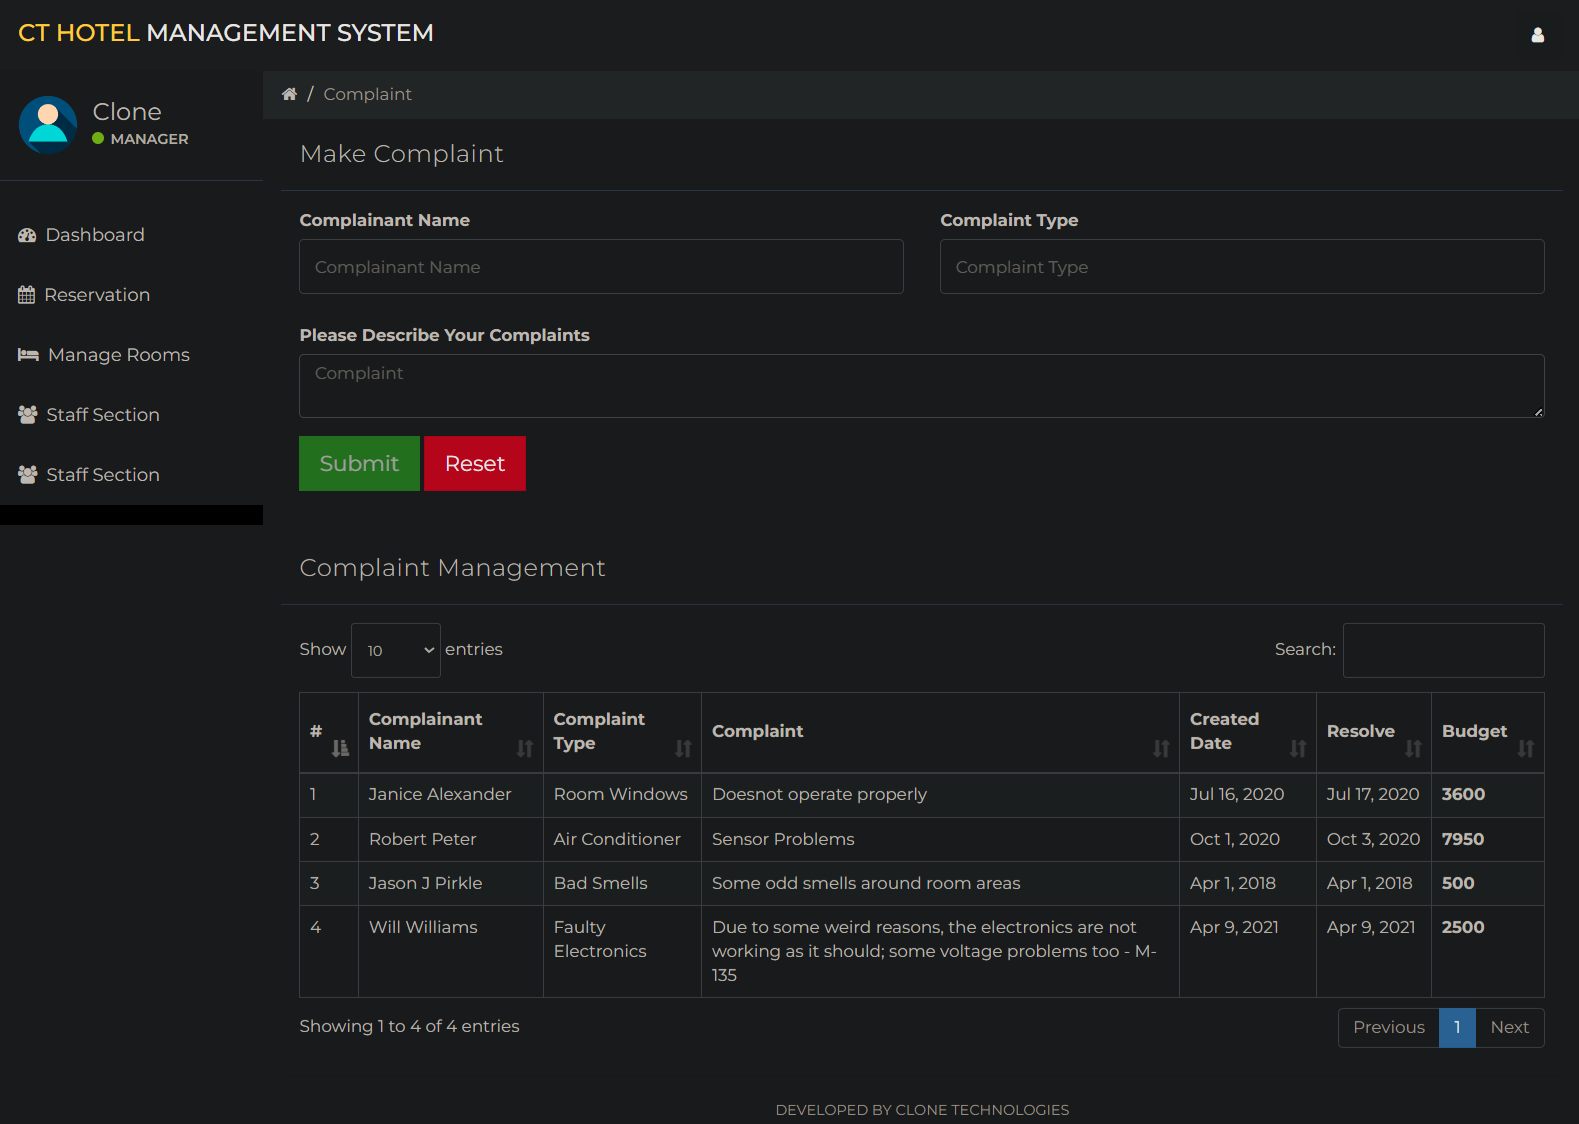 CT HOTEL MANAGEMENT SYSTEM
Clone
MANAGER
Dashboard
Reservation
Manage Rooms
Staff Section
Staff Section
/ Complaint
Make Complaint
Complainant Name
Complaint Type
Complainant Name
Complaint Type
Please Describe Your Complaints
Complaint
Submit Reset
Complaint Management
Show 10 entries
Search:
# Complainant Name Complaint Type Complaint Created Date Resolve Budget
1 Janice Alexander Room Windows Doesnot operate properly Jul 16, 2020 Jul 17, 2020 3600
2 Robert Peter Air Conditioner Sensor Problems Oct 1, 2020 Oct 3, 2020 7950
3 Jason J Pirkle Bad Smells Some odd smells around room areas Apr 1, 2018 Apr 1, 2018 500
4 Will Williams Faulty Electronics Due to some weird reasons, the electronics are not working as it should; some voltage problems too - M-135 Apr 9, 2021 Apr 9, 2021 2500
Showing 1 to 4 of 4 entries
Previous 1 Next
DEVELOPED BY CLONE TECHNOLOGIES